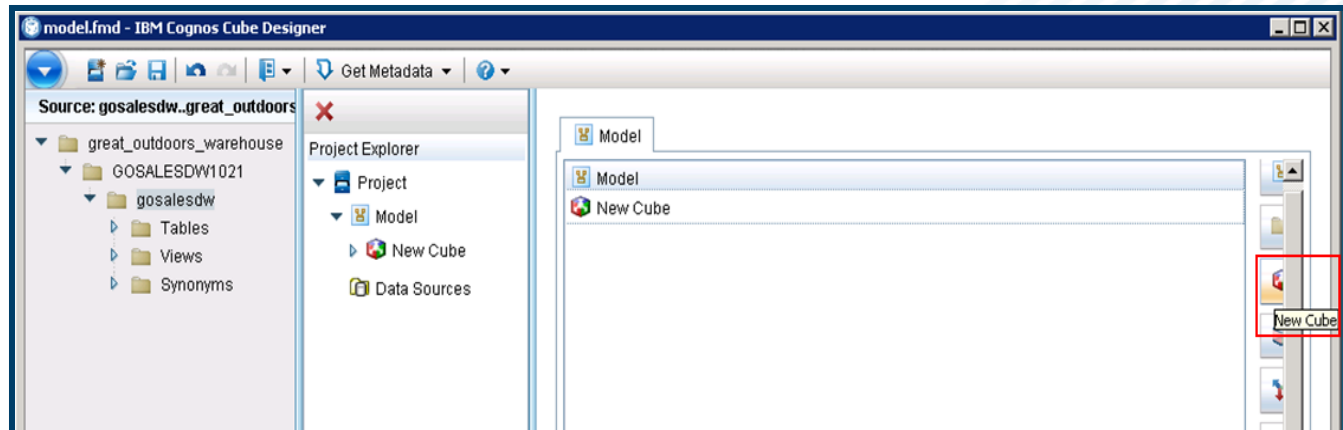 model.fmd - IBM Cognos Cube Designer
Get Metadata
Source: gosalesdw..great_outdoors
great_outdoors_warehouse
GOSALESDW1021
gosalesdw
Tables
Views
Synonyms
Project Explorer
Project
Model
New Cube
Data Sources
Model
Model
New Cube
New Cube